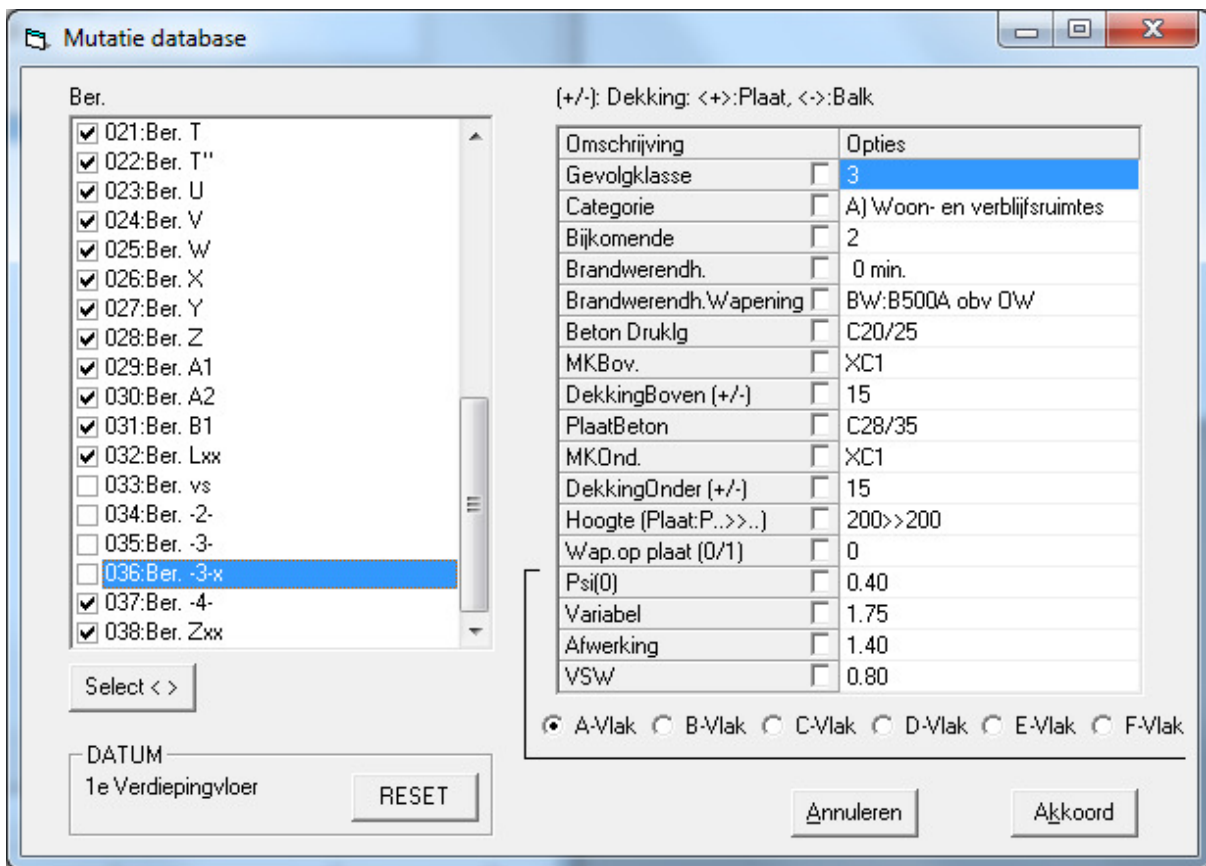 Mutatie database
Ber.
021:Ber. T
022:Ber. T''
023:Ber. U
024:Ber. V
025:Ber. W
026:Ber. X
027:Ber. Y
028:Ber. Z
029:Ber. A1
030:Ber. A2
031:Ber. B1
032:Ber. Lxx
033:Ber. vs
034:Ber. -2-
035:Ber. -3-
036:Ber. -3-x
037:Ber. -4-
038:Ber. Zxx
Select < >
DATUM
1e Verdiepingvloer
RESET
(+/-): Dekking: <+>:Plaat, <->:Balk
Omschrijving Opties
Gevolgklasse 3
Categorie A) Woon- en verblijfsruimtes
Bijkomende 2
Brandwerendh. 0 min.
Brandwerendh.Wapening BW:B500A obv OW
Beton Druklg C20/25
MKBov. XC1
DekkingBoven (+/-) 15
PlaatBeton C28/35
MKOnd. XC1
DekkingOnder (+/-) 15
Hoogte (Plaat:P..>>..) 200>>200
Wap.op plaat (0/1) 0
Psi(0) 0.40
Variabel 1.75
Afwerking 1.40
VSW 0.80
A-Vlak B-Vlak C-Vlak D-Vlak E-Vlak F-Vlak
Annuleren Akkoord